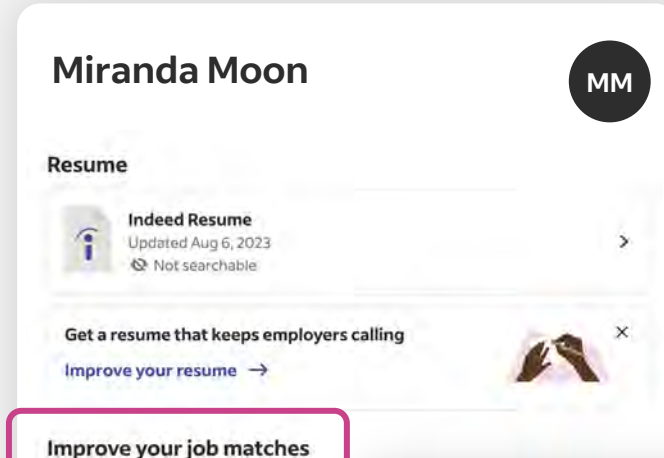 Miranda Moon
MM
Resume
Indeed Resume
Updated Aug 6, 2023
Not searchable
Get a resume that keeps employers calling
Improve your resume →
Improve your job matches